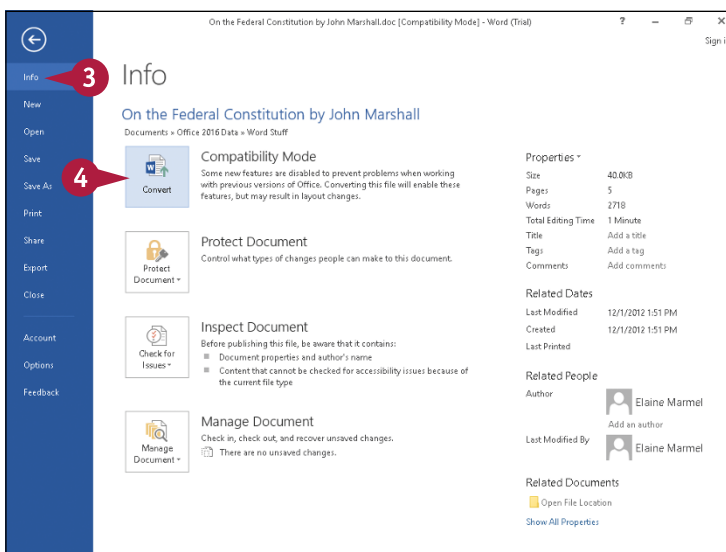 On the Federal Constitution by John Marshall.doc [Compatibility Mode] - Word (Trial)
?
Sign i
Info
3
New
Open
Save
Save As
Print
Share
Export
Close
Account
Options
Feedback
Info
On the Federal Constitution by John Marshall
Documents » Office 2016 Data » Word Stuff
4
Convert
Compatibility Mode
Some new features are disabled to prevent problems when working
with previous versions of Office. Converting this file will enable these
features, but may result in layout changes.
Protect
Document
Protect Document
Control what types of changes people can make to this document.
Check for
Issues
Inspect Document
Before publishing this file, be aware that it contains:
Document properties and author's name
Content that cannot be checked for accessibility issues because of
the current file type
Manage
Document
Manage Document
Check in, check out, and recover unsaved changes.
There are no unsaved changes.
Properties
Size 40.0KB
Pages 5
Words 2718
Total Editing Time 1 Minute
Title Add a title
Tags Add a tag
Comments Add comments
Related Dates
Last Modified 12/1/2012 1:51 PM
Created 12/1/2012 1:51 PM
Last Printed
Related People
Author Elaine Marmel
Add an author
Last Modified By Elaine Marmel
Related Documents
Open File Location
Show All Properties